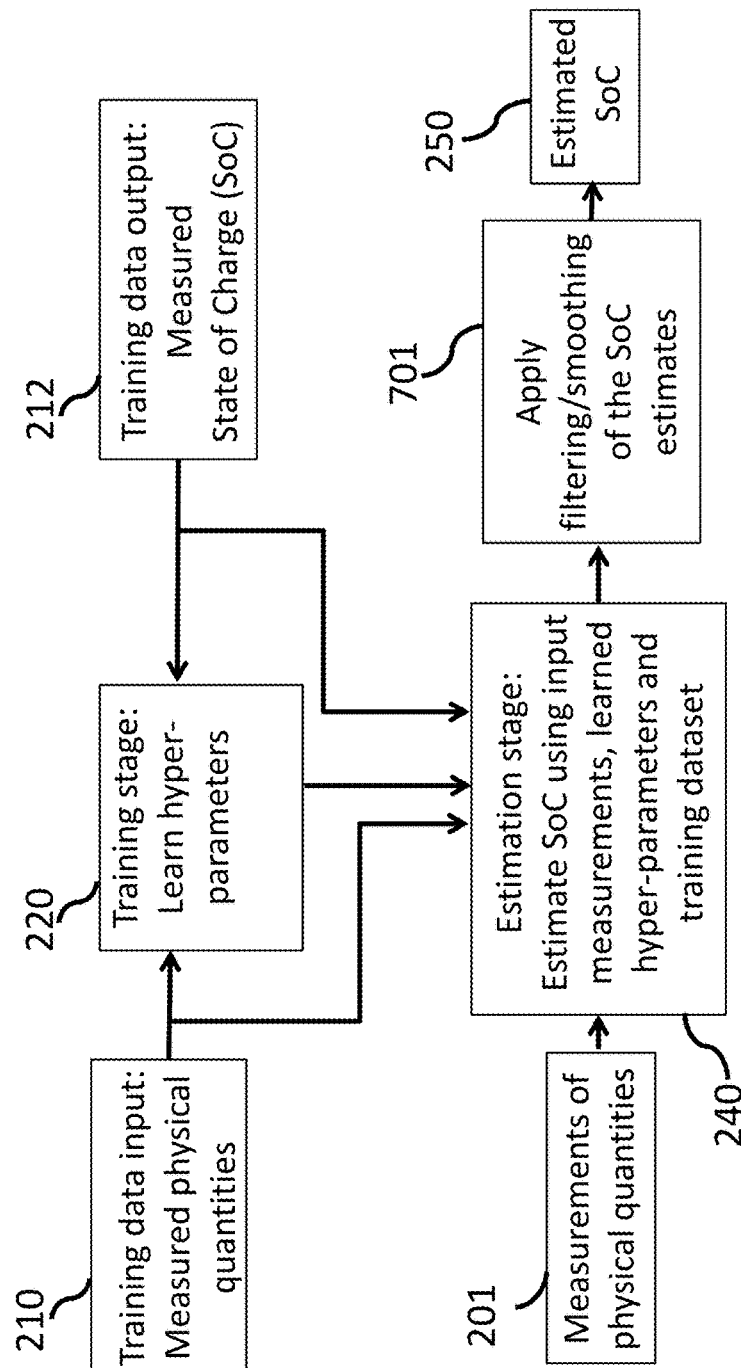 210
Training data input:
Measured physical
quantities
220
Training stage:
Learn hyper-
parameters
212
Training data output:
Measured
State of Charge (SoC)
201
Measurements of
physical quantities
240
Estimation stage:
Estimate SoC using input
measurements, learned
hyper-parameters and
training dataset
701
Apply
filtering/smoothing
of the SoC
estimates
250
Estimated
SoC